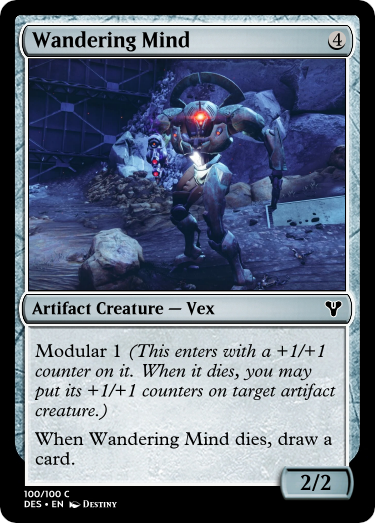 Wandering Mind 4
Artifact Creature — Vex
Modular 1 (This enters with a +1/+1
counter on it. When it dies, you may
put its +1/+1 counters on target artifact
creature.)
When Wandering Mind dies, draw a
card.
2/2
100/100 C
DES • EN Destiny